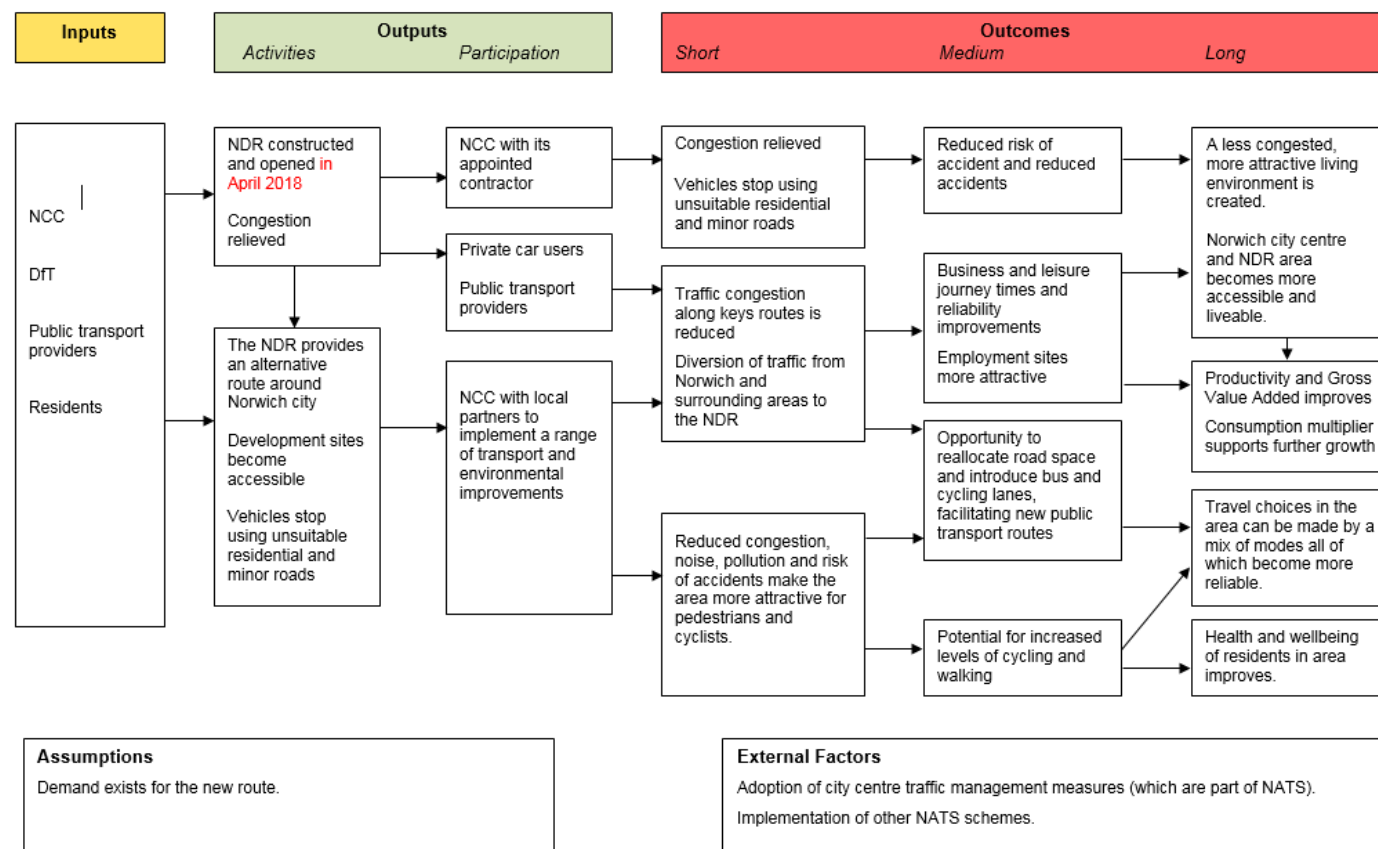 Inputs
Outputs
Activities
Participation
Outcomes
Short
Medium
Long
NCC
DfT
Public transport
providers
Residents
NDR constructed
and opened in
April 2018
Congestion
relieved
The NDR provides
an alternative
route around
Norwich city
Development sites
become
accessible
Vehicles stop
using unsuitable
residential and
minor roads
NCC with its
appointed
contractor
Private car users
Public transport
providers
NCC with local
partners to
implement a range
of transport and
environmental
improvements
Congestion relieved
Vehicles stop using
unsuitable residential
and minor roads
Traffic congestion
along keys routes is
reduced
Diversion of traffic from
Norwich and
surrounding areas to
the NDR
Reduced congestion,
noise, pollution and risk
of accidents make the
area more attractive for
pedestrians and
cyclists.
Reduced risk of
accident and reduced
accidents
Business and leisure
journey times and
reliability
improvements
Employment sites
more attractive
Opportunity to
reallocate road space
and introduce bus and
cycling lanes,
facilitating new public
transport routes
Potential for increased
levels of cycling and
walking
A less congested,
more attractive living
environment is
created.
Norwich city centre
and NDR area
becomes more
accessible and
liveable.
Productivity and Gross
Value Added improves
Consumption multiplier
supports further growth
Travel choices in the
area can be made by a
mix of modes all of
which become more
reliable.
Health and wellbeing
of residents in area
improves.
Assumptions
Demand exists for the new route.
External Factors
Adoption of city centre traffic management measures (which are part of NATS).
Implementation of other NATS schemes.